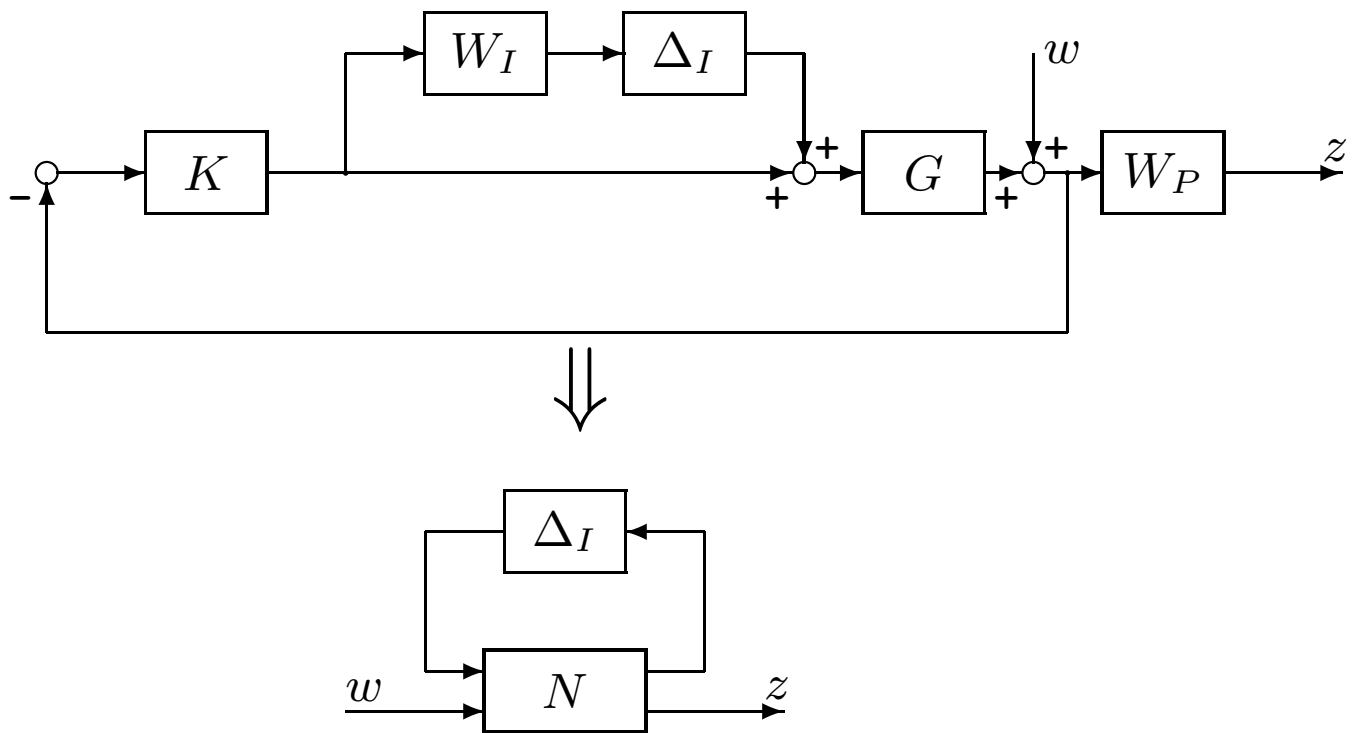 W_I Δ_I w
+ +
K G W_P z
- + +
Δ_I
w N z